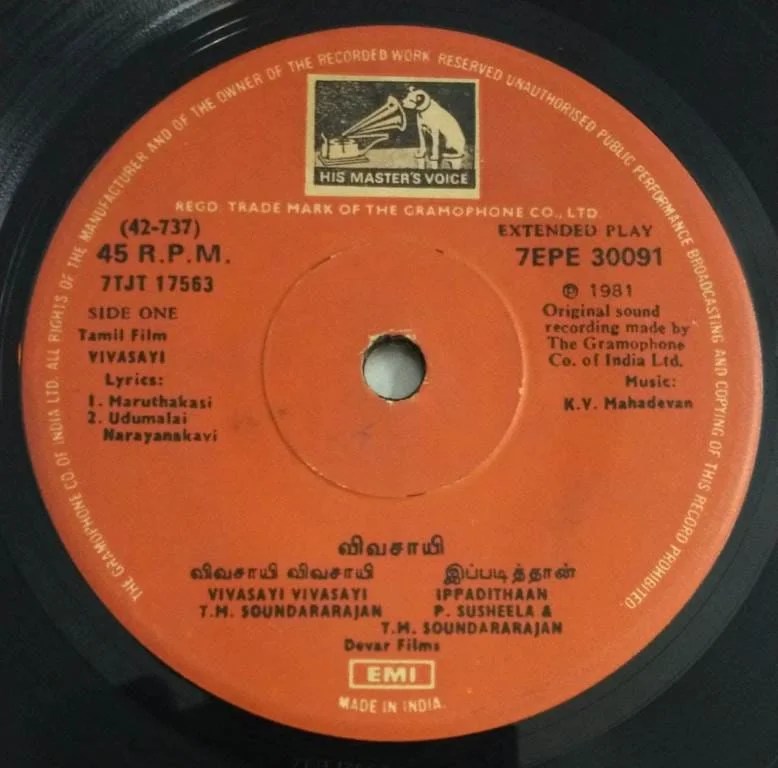 THE GRAMOPHONE CO. OF INDIA LTD. ALL RIGHTS OF THE MANUFACTURER AND OF THE OWNER OF THE RECORDED WORK RESERVED UNAUTHORISED PUBLIC PERFORMANCE BROADCASTING AND COPYING OF THIS RECORD PROHIBITED.
HIS MASTER'S VOICE
REGD. TRADE MARK OF THE GRAMOPHONE CO., LTD
(42-737)
45 R.P.M.
7TJT 17563
SIDE ONE
Tamil Film
VIVASAYI
Lyrics:
1. Maruthakasi
2. Udumalai
Narayanakavi
EXTENDED PLAY
7EPE 30091
℗ 1981
Original sound
recording made by
The Gramophone
Co. of India Ltd.
Music:
K.V. Mahadevan
விவசாயி
விவசாயி விவசாயி இப்படித்தான்
VIVASAYI VIVASAYI IPPADITHAAN
T.M. SOUNDARARAJAN P. SUSHEELA &
T.M. SOUNDARARAJAN
Devar Films
EMI
MADE IN INDIA.